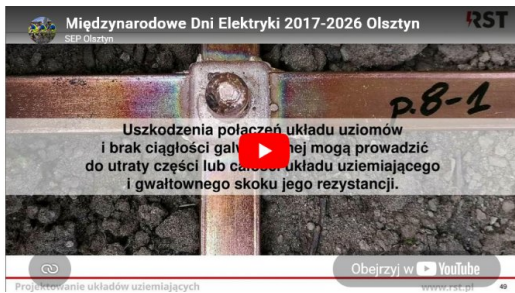 Międzynarodowe Dni Elektryki 2017-2026 Olsztyn
SEP Olsztyn
RST
p.8-1
Uszkodzenia połączeń układu uziomów
i brak ciągłości mogą prowadzić
do utraty części lub układu uziemiającego
i gwałtownego skoku jego rezystancji.
Obejrzyj w YouTube
Projektowanie układów uziemiających
www.rst.pl
49